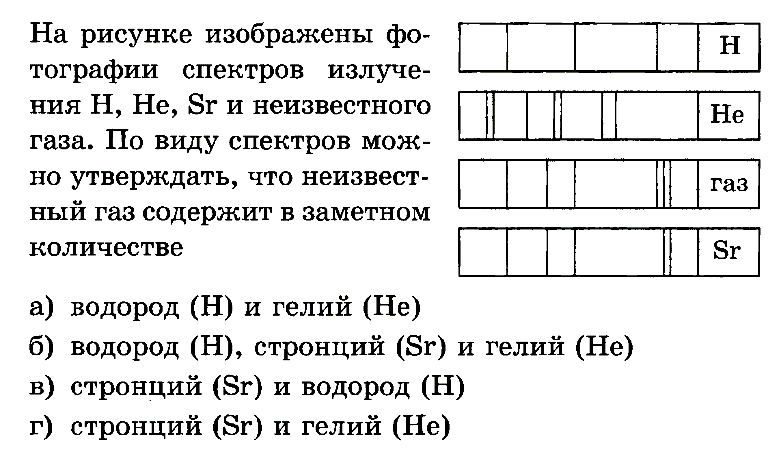 На рисунке изображены фо-
тографии спектров излуче-
ния H, He, Sr и неизвестного
газа. По виду спектров мож-
но утверждать, что неизвест-
ный газ содержит в заметном
количестве
H
He
газ
Sr
а) водород (H) и гелий (He)
б) водород (H), стронций (Sr) и гелий (He)
в) стронций (Sr) и водород (H)
г) стронций (Sr) и гелий (He)